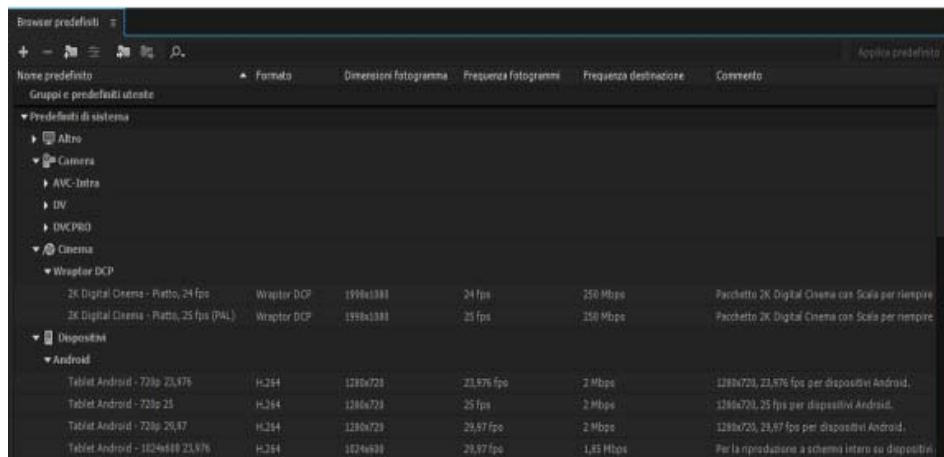 Browser predefiniti
Applica predefinito
Nome predefinito Formato Dimensioni fotogramma Frequenza fotogrammi Frequenza destinazione Commento
Gruppi e predefiniti utente
Predefiniti di sistema
Altro
Camera
AVC-Intra
DV
DVCPRO
Cinema
Wraptor DCP
2K Digital Cinema - Piatto, 24 fps Wraptor DCP 1998x1080 24 fps 250 Mbps Pacchetto 2K Digital Cinema con Scala per riempire
2K Digital Cinema - Piatto, 25 fps (PAL) Wraptor DCP 1998x1080 25 fps 250 Mbps Pacchetto 2K Digital Cinema con Scala per riempire
Dispositivi
Android
Tablet Android - 720p 23,976 H.264 1280x720 23,976 fps 2 Mbps 1280x720, 23,976 fps per dispositivi Android.
Tablet Android - 720p 25 H.264 1280x720 25 fps 2 Mbps 1280x720, 25 fps per dispositivi Android.
Tablet Android - 720p 29,97 H.264 1280x720 29,97 fps 2 Mbps 1280x720, 29,97 fps per dispositivi Android.
Tablet Android - 1024x600 23,976 H.264 1024x600 29,97 fps 1,85 Mbps Per la riproduzione a schermo intero su dispositivi